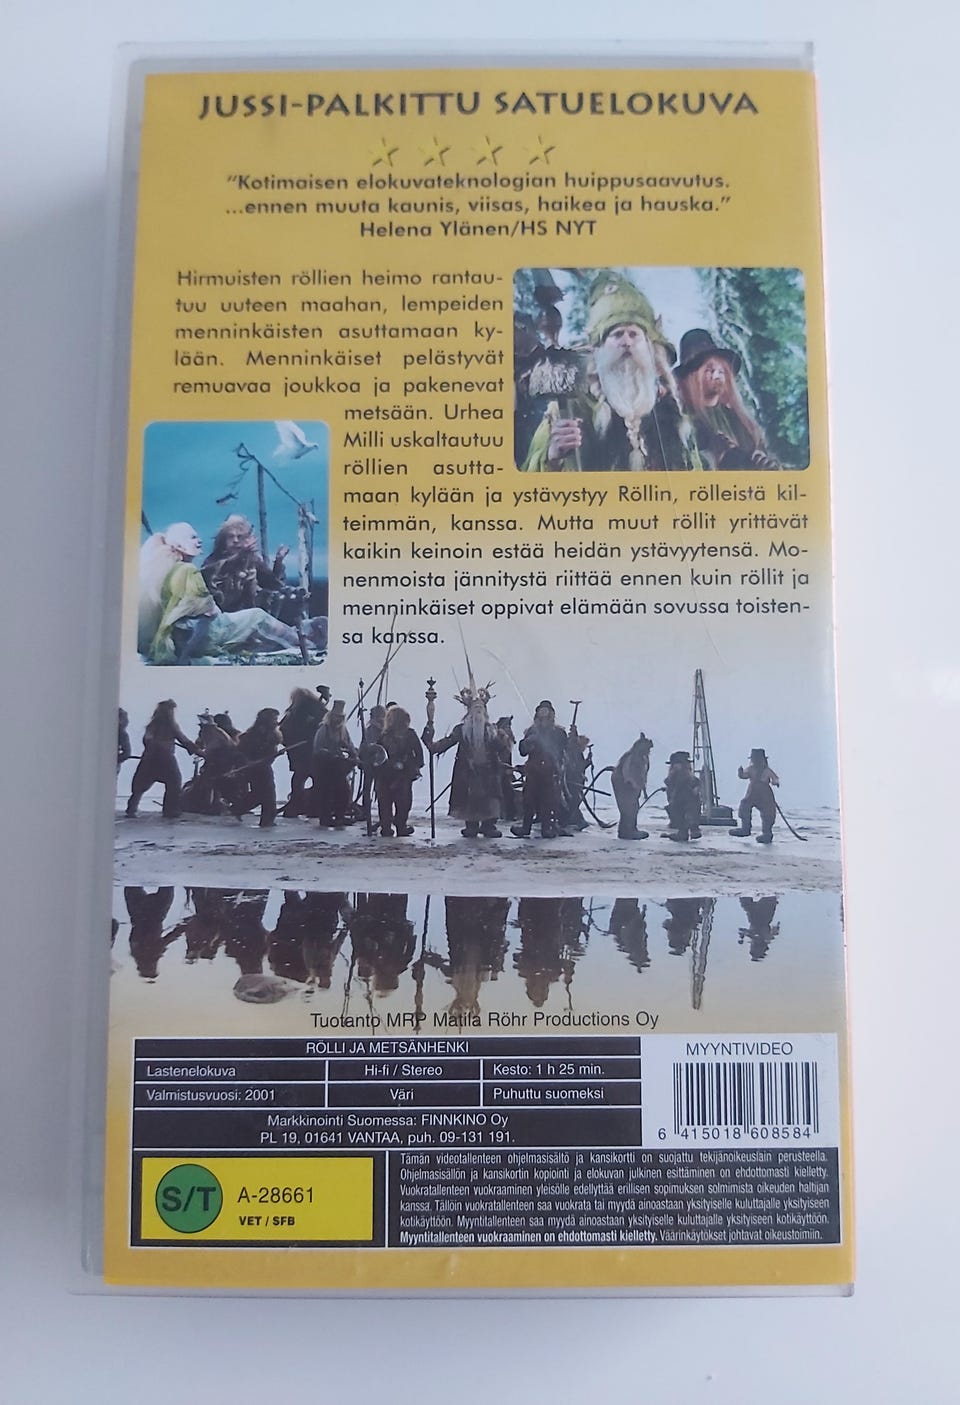 JUSSI-PALKITTU SATUELOKUVA
"Kotimaisen elokuvateknologian huippusaavutus.
...ennen muuta kaunis, viisas, haikea ja hauska."
Helena Ylänen/HS NYT
Hirmuisten röllien heimo rantau-
tuu uuteen maahan, lempeiden
menninkäisten asuttamaan ky-
lään. Menninkäiset pelästyvät
remuavaa joukkoa ja pakenevat
metsään. Urhea
Milli uskaltautuu
röllien asutta-
maan kylään ja ystävystyy Röllin, rölleistä kil-
teimmän, kanssa. Mutta muut röllit yrittävät
kaikin keinoin estää heidän ystävyytensä. Mo-
nenmoista jännitystä riittää ennen kuin röllit ja
menninkäiset oppivat elämään sovussa toisten-
sa kanssa.
Tuotanto MRP Matila Röhr Productions Oy
RÖLLI JA METSÄNHENKI
Lastenelokuva
Hi-fi / Stereo
Kesto: 1 h 25 min.
Valmistusvuosi: 2001
Väri
Puhuttu suomeksi
Markkinointi Suomessa: FINNKINO Oy
PL 19, 01641 VANTAA, puh. 09-131 191.
MYYNTIVIDEO
6 415018 608584
S/T
A-28661
VET / SFB
Tämän videotallenteen ohjelmasisältö ja kansikortti on suojattu tekijänoikeuslain perusteella.
Ohjelmasisällön ja kansikortin kopiointi ja elokuvan julkinen esittäminen on ehdottomasti kielletty.
Vuokratallenteen vuokraaminen yleisölle edellyttää erillisen sopimuksen solmimista oikeuden haltijan
kanssa. Tällöin vuokratallenteen saa vuokrata tai myydä ainoastaan yksityiselle kuluttajalle yksityiseen
kotikäyttöön. Myyntitallenteen saa myydä ainoastaan yksityiselle kuluttajalle yksityiseen kotikäyttöön.
Myyntitallenteen vuokraaminen on ehdottomasti kielletty. Väärinkäytökset johtavat oikeustoimiin.